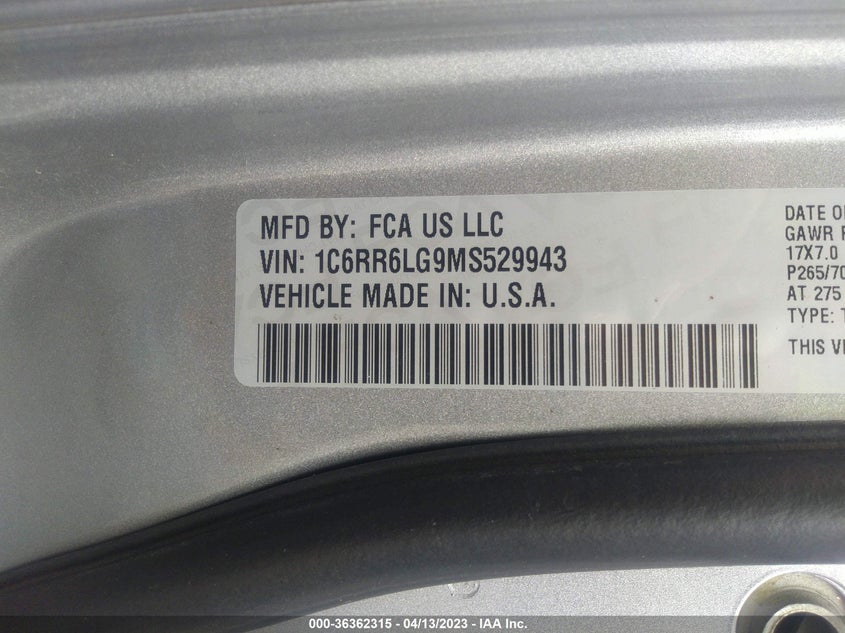 MFD BY: FCA US LLC
VIN: 1C6RR6LG9MS529943
VEHICLE MADE IN: U.S.A.
DATE O
GAWR
17X7.0
P265/70
AT 275
TYPE:
THIS
000-36362315 - 04/13/2023 - IAA Inc.